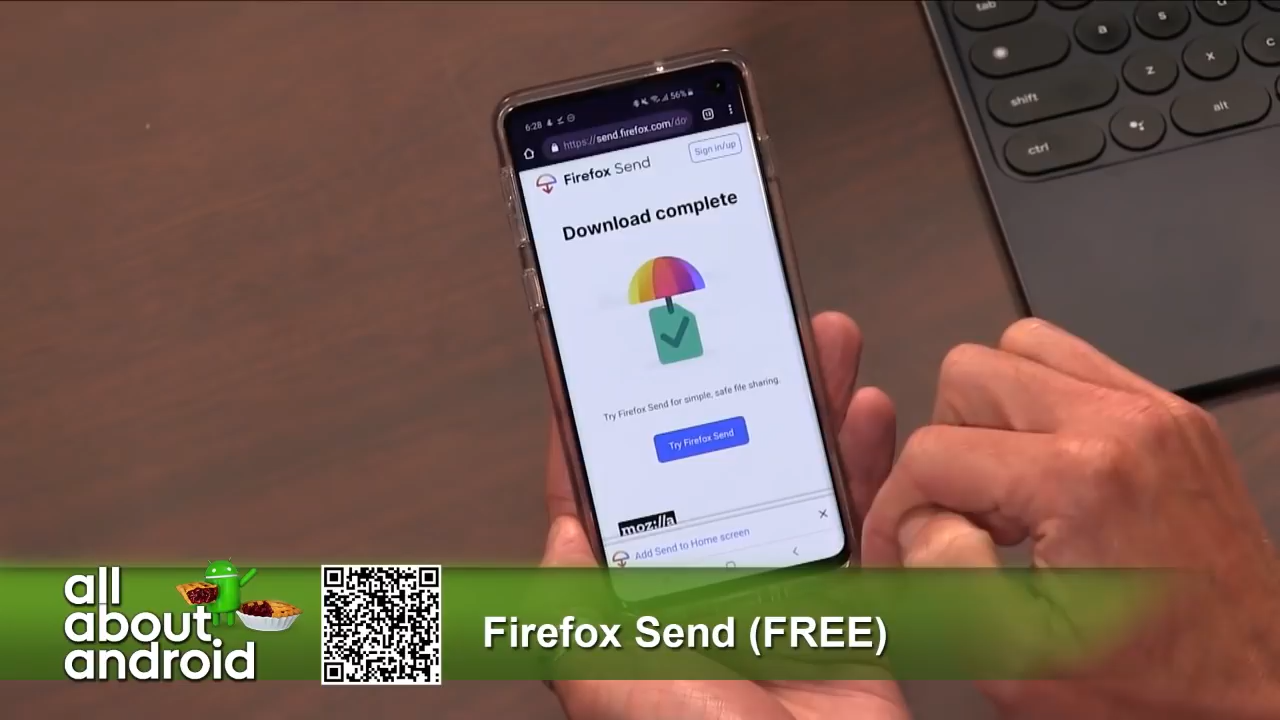 6:28
56%
https://send.firefox.com/do
Firefox Send
Sign in/up
Download complete
Try Firefox Send for simple, safe file sharing.
Try Firefox Send
moz://a
Add Send to Home screen
tab
a
s
z
x
c
shift
alt
ctrl
all
about
android
Firefox Send (FREE)